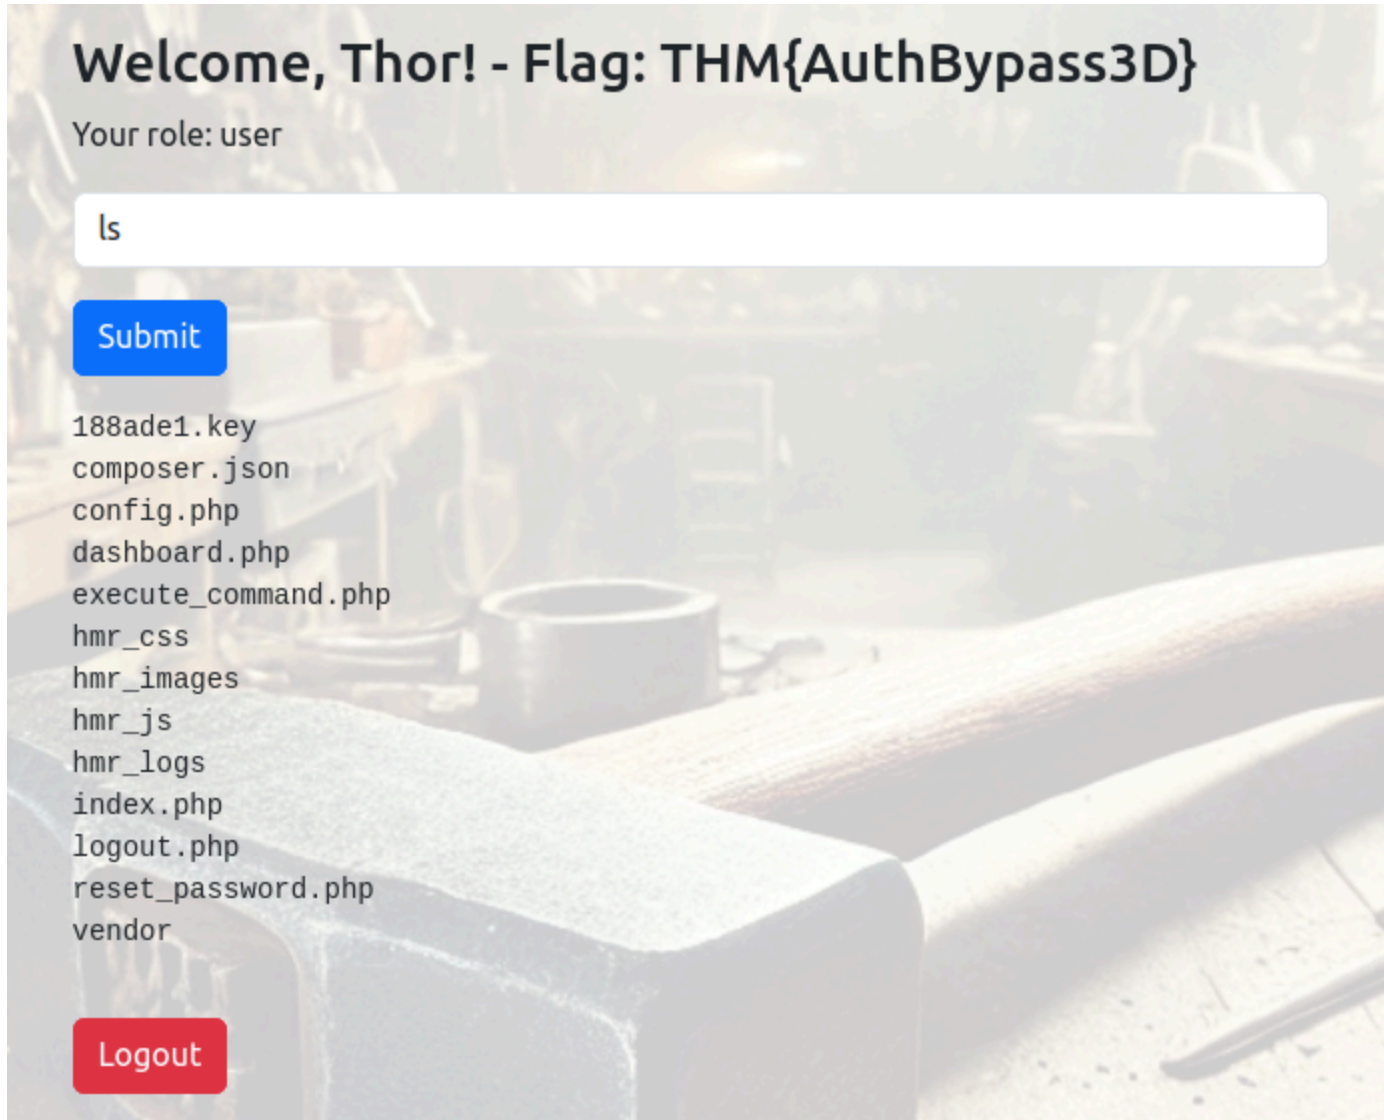 Welcome, Thor! - Flag: THM{AuthBypass3D}
Your role: user
ls
Submit
188ade1.key
composer.json
config.php
dashboard.php
execute_command.php
hmr_css
hmr_images
hmr_js
hmr_logs
index.php
logout.php
reset_password.php
vendor
Logout